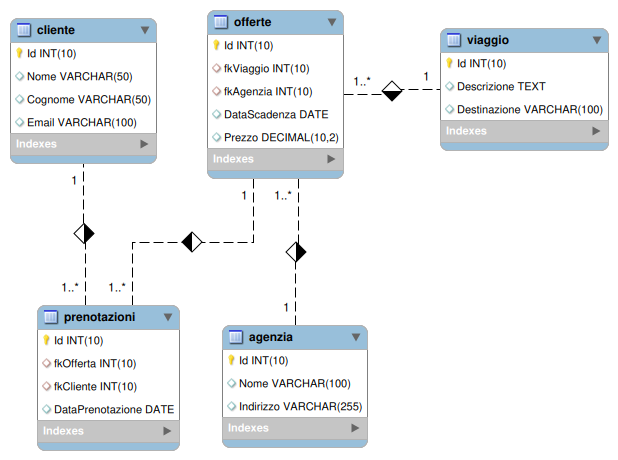 cliente
Id INT(10)
Nome VARCHAR(50)
Cognome VARCHAR(50)
Email VARCHAR(100)
Indexes
offerte
Id INT(10)
fkViaggio INT(10)
fkAgenzia INT(10)
DataScadenza DATE
Prezzo DECIMAL(10,2)
Indexes
viaggio
Id INT(10)
Descrizione TEXT
Destinazione VARCHAR(100)
Indexes
1..*
1
1
1
1..*
1..*
1..*
1
prenotazioni
Id INT(10)
fkOfferta INT(10)
fkCliente INT(10)
DataPrenotazione DATE
Indexes
agenzia
Id INT(10)
Nome VARCHAR(100)
Indirizzo VARCHAR(255)
Indexes